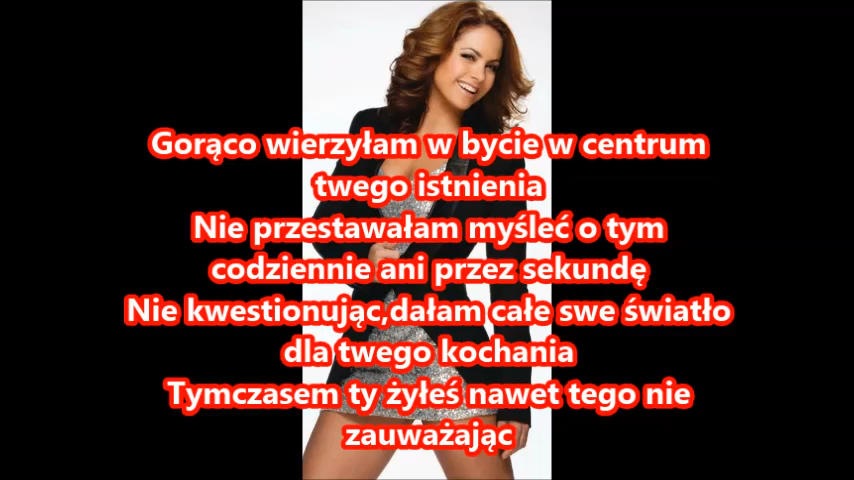 Gorąco wierzyłam w bycie w centrum
twego istnienia
Nie przestawałam myśleć o tym
codziennie ani przez sekundę
Nie kwestionując,dałam całe swe światło
dla twego kochania
Tymczasem ty żyłeś nawet tego nie
zauważając